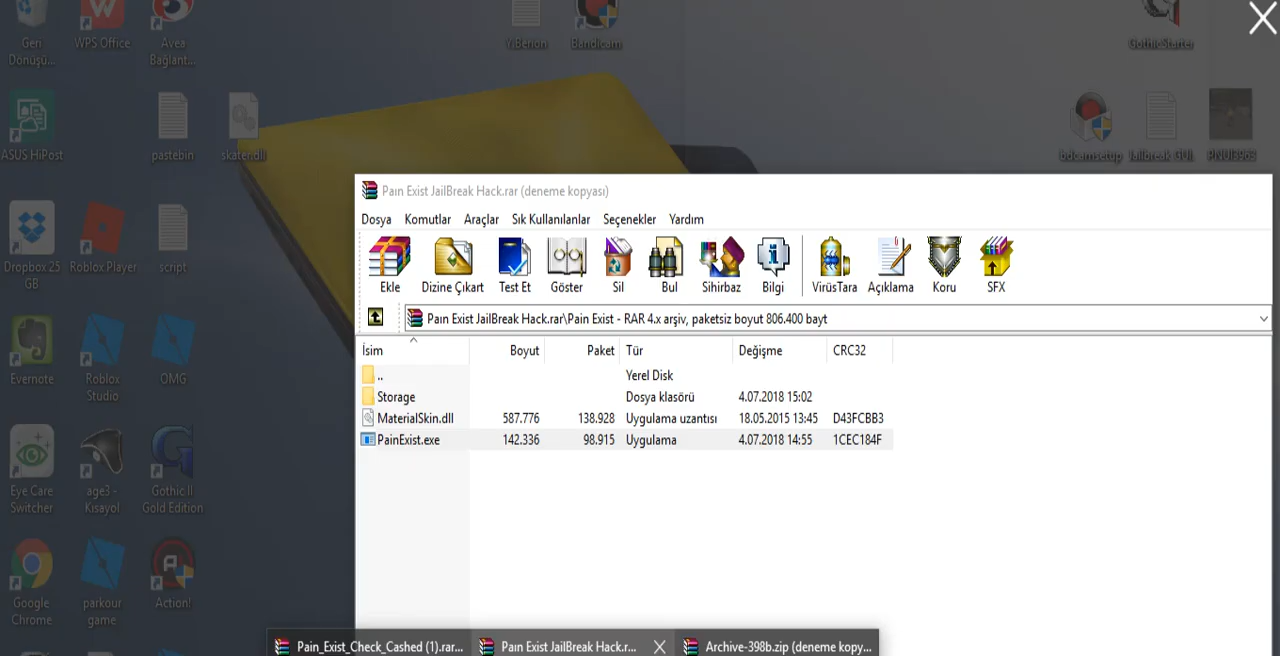 Geri
Dönüşü...
WPS Office
Avea
Bağlant...
YiBerion
Bandicam
GothicStarter
ASUS HiPost
pastebin
skatendll
bdcamsetup
Jailbreak GUI.
Dropbox 25
GB
Roblox Player
script
Evernote
Roblox
Studio
OMG
Eye Care
Switcher
age3 -
Kısayol
Gothic II
Gold Edition
Google
Chrome
parkour
game
Action!
Paın Exist JailBreak Hack.rar (deneme kopyası)
Dosya Komutlar Araçlar Sık Kullanılanlar Seçenekler Yardım
Ekle Dizine Çıkart Test Et Göster Sil Bul Sihirbaz Bilgi VirüsTara Açıklama Koru SFX
Paın Exist JailBreak Hack.rar\Pain Exist - RAR 4.x arşiv, paketsiz boyut 806.400 bayt
İsim Boyut Paket Tür Değişme CRC32
.. Yerel Disk
Storage Dosya klasörü 4.07.2018 15:02
MaterialSkin.dll 587.776 138.928 Uygulama uzantısı 18.05.2015 13:45 D43FCBB3
PainExist.exe 142.336 98.915 Uygulama 4.07.2018 14:55 1CEC184F
Pain_Exist_Check_Cashed (1).rar... Paın Exist JailBreak Hack.r... Archive-398b.zip (deneme kopy...